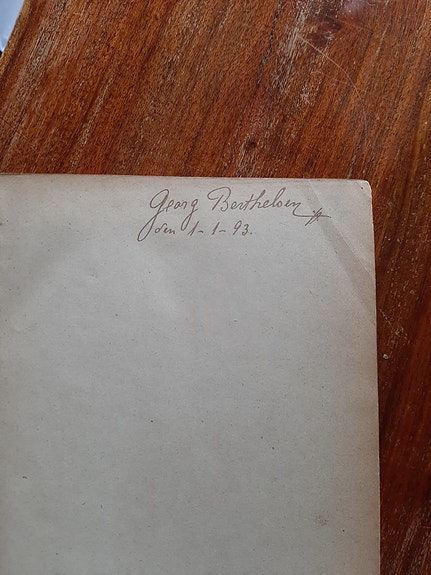 Georg Berthelsen
den 1-1-93.